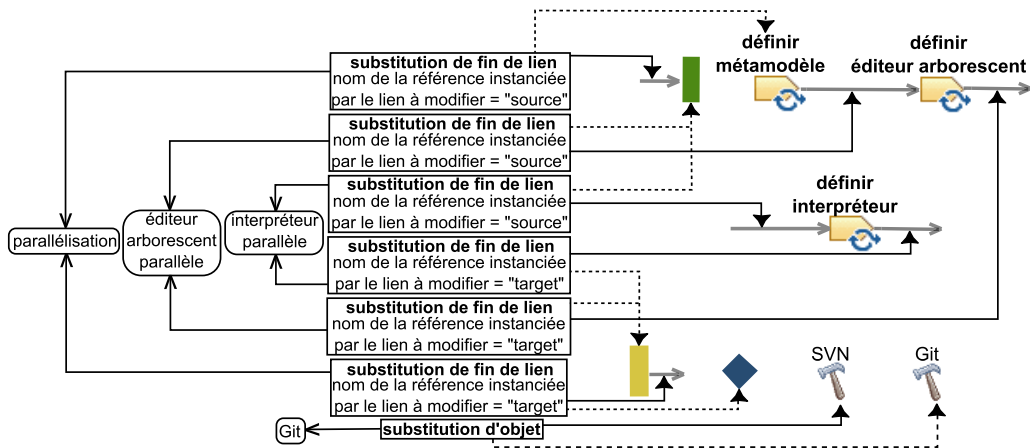 substitution de fin de lien
nom de la référence instanciée
par le lien à modifier = "source"
substitution de fin de lien
nom de la référence instanciée
par le lien à modifier = "source"
substitution de fin de lien
nom de la référence instanciée
par le lien à modifier = "source"
substitution de fin de lien
nom de la référence instanciée
par le lien à modifier = "target"
substitution de fin de lien
nom de la référence instanciée
par le lien à modifier = "target"
substitution de fin de lien
nom de la référence instanciée
par le lien à modifier = "target"
substitution d'objet
parallélisation
éditeur
arborescent
parallèle
interpréteur
parallèle
Git
définir
métamodèle
définir
éditeur arborescent
définir
interpréteur
SVN
Git